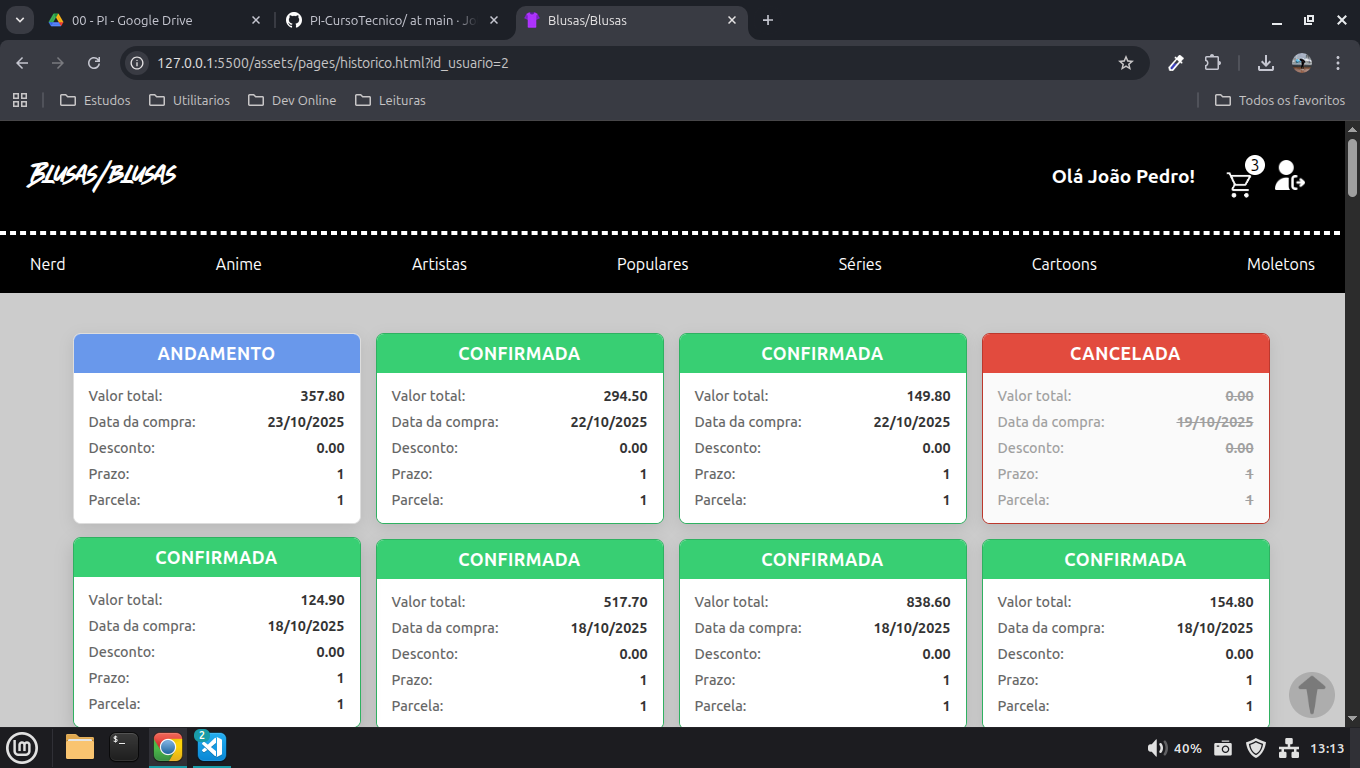 00 - PI - Google Drive
PI-CursoTecnico/ at main · Jo
Blusas/Blusas
127.0.0.1:5500/assets/pages/historico.html?id_usuario=2
Estudos
Utilitarios
Dev Online
Leituras
Todos os favoritos
Blusas/blusas
Olá João Pedro!
3
Nerd
Anime
Artistas
Populares
Séries
Cartoons
Moletons
ANDAMENTO
Valor total: 357.80
Data da compra: 23/10/2025
Desconto: 0.00
Prazo: 1
Parcela: 1
CONFIRMADA
Valor total: 294.50
Data da compra: 22/10/2025
Desconto: 0.00
Prazo: 1
Parcela: 1
CONFIRMADA
Valor total: 149.80
Data da compra: 22/10/2025
Desconto: 0.00
Prazo: 1
Parcela: 1
CANCELADA
Valor total: 0.00
Data da compra: 19/10/2025
Desconto: 0.00
Prazo: 1
Parcela: 1
CONFIRMADA
Valor total: 124.90
Data da compra: 18/10/2025
Desconto: 0.00
Prazo: 1
Parcela: 1
CONFIRMADA
Valor total: 517.70
Data da compra: 18/10/2025
Desconto: 0.00
Prazo: 1
Parcela: 1
CONFIRMADA
Valor total: 838.60
Data da compra: 18/10/2025
Desconto: 0.00
Prazo: 1
Parcela: 1
CONFIRMADA
Valor total: 154.80
Data da compra: 18/10/2025
Desconto: 0.00
Prazo: 1
Parcela: 1
$_
2
40%
13:13